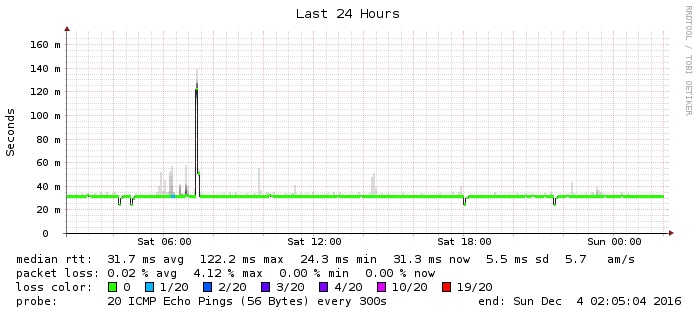 Last 24 Hours
RRDTOOL / TOBI OETIKER
Seconds
160 m
140 m
120 m
100 m
80 m
60 m
40 m
20 m
0
Sat 06:00 Sat 12:00 Sat 18:00 Sun 00:00
median rtt: 31.7 ms avg 122.2 ms max 24.3 ms min 31.3 ms now 5.5 ms sd 5.7 am/s
packet loss: 0.02 % avg 4.12 % max 0.00 % min 0.00 % now
loss color: 0 1/20 2/20 3/20 4/20 10/20 19/20
probe: 20 ICMP Echo Pings (56 Bytes) every 300s end: Sun Dec 4 02:05:04 2016